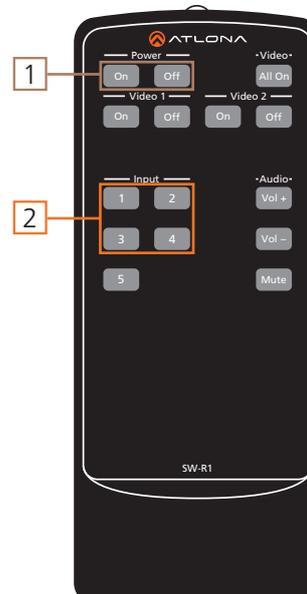 ATLONA
Power •Video•
1 On Off All On
Video 1 Video 2
On Off On Off
Input •Audio•
2 1 2 Vol +
3 4 Vol –
5 Mute
SW-R1